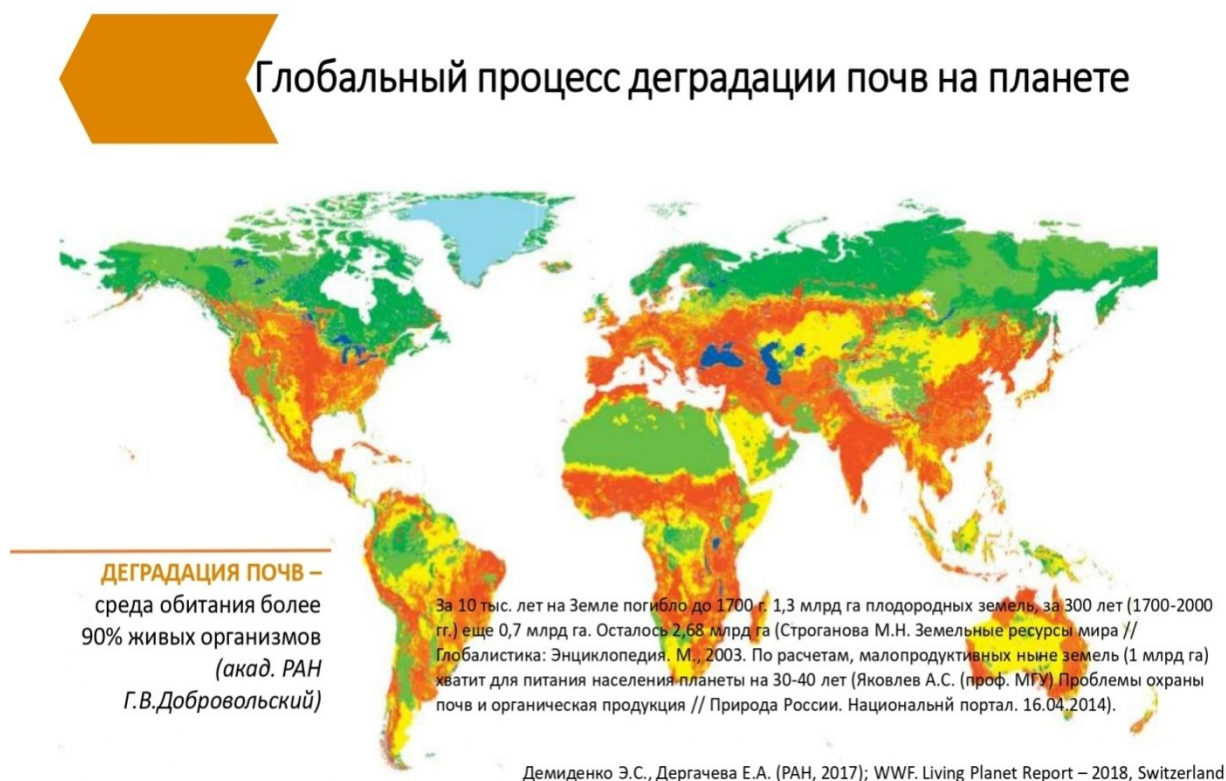 Глобальный процесс деградации почв на планете
ДЕГРАДАЦИЯ ПОЧВ –
среда обитания более
90% живых организмов
(акад. РАН
Г.В.Добровольский)
За 10 тыс. лет на Земле погибло до 1700 г. 1,3 млрд га плодородных земель, за 300 лет (1700-2000
гг.) еще 0,7 млрд га. Осталось 2,68 млрд га (Строганова М.Н. Земельные ресурсы мира //
Глобалистика: Энциклопедия. М., 2003. По расчетам, малопродуктивных ныне земель (1 млрд га)
хватит для питания населения планеты на 30-40 лет (Яковлев А.С. (проф. МГУ) Проблемы охраны
почв и органическая продукция // Природа России. Национальнй портал. 16.04.2014).
Демиденко Э.С., Дергачева Е.А. (РАН, 2017); WWF. Living Planet Report – 2018, Switzerland